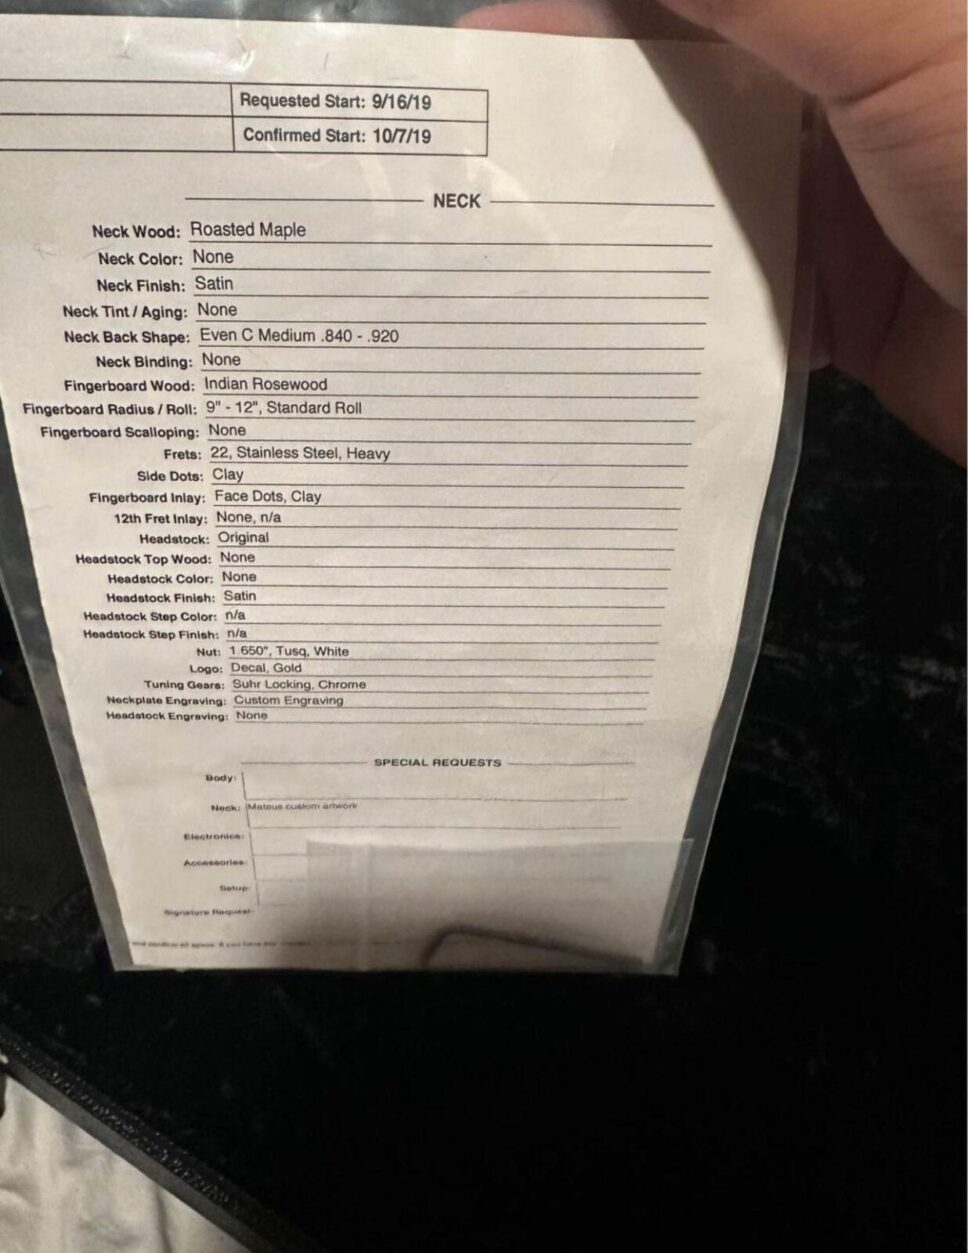 Requested Start: 9/16/19
Confirmed Start: 10/7/19
NECK
Neck Wood: Roasted Maple
Neck Color: None
Neck Finish: Satin
Neck Tint / Aging: None
Neck Back Shape: Even C Medium .840 - .920
Neck Binding: None
Fingerboard Wood: Indian Rosewood
Fingerboard Radius / Roll: 9" - 12", Standard Roll
Fingerboard Scalloping: None
Frets: 22, Stainless Steel, Heavy
Side Dots: Clay
Fingerboard Inlay: Face Dots, Clay
12th Fret Inlay: None, n/a
Headstock: Original
Headstock Top Wood: None
Headstock Color: None
Headstock Finish: Satin
Headstock Step Color: n/a
Headstock Step Finish: n/a
Nut: 1.650", Tusq, White
Logo: Decal, Gold
Tuning Gears: Suhr Locking, Chrome
Neckplate Engraving: Custom Engraving
Headstock Engraving: None
SPECIAL REQUESTS
Body:
Neck: Mateus custom artwork
Electronics:
Accessories:
Setup:
Signature Request: